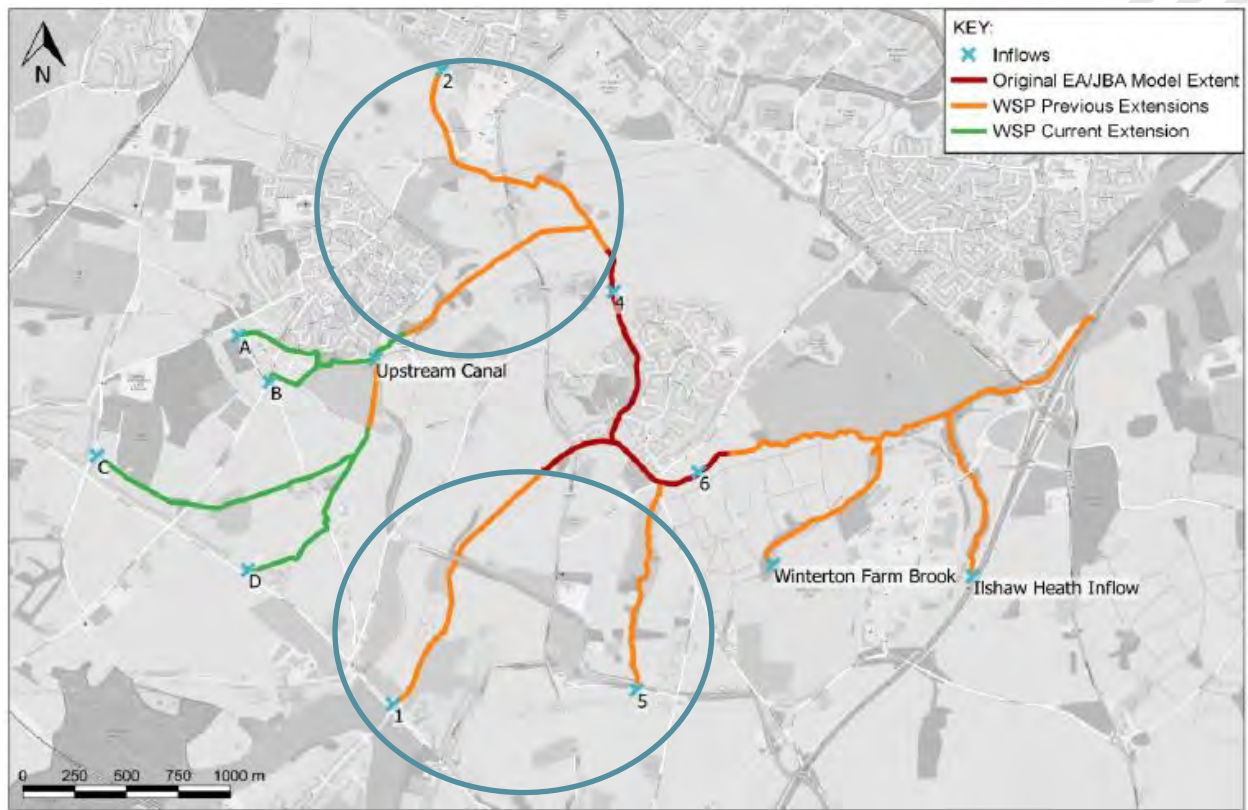 KEY:
Inflows
Original EA/JBA Model Extent
WSP Previous Extensions
WSP Current Extension
N
2
4
A
Upstream Canal
B
C
6
D
Winterton Farm Brook
Ilshaw Heath Inflow
5
1
0 250 500 750 1000 m